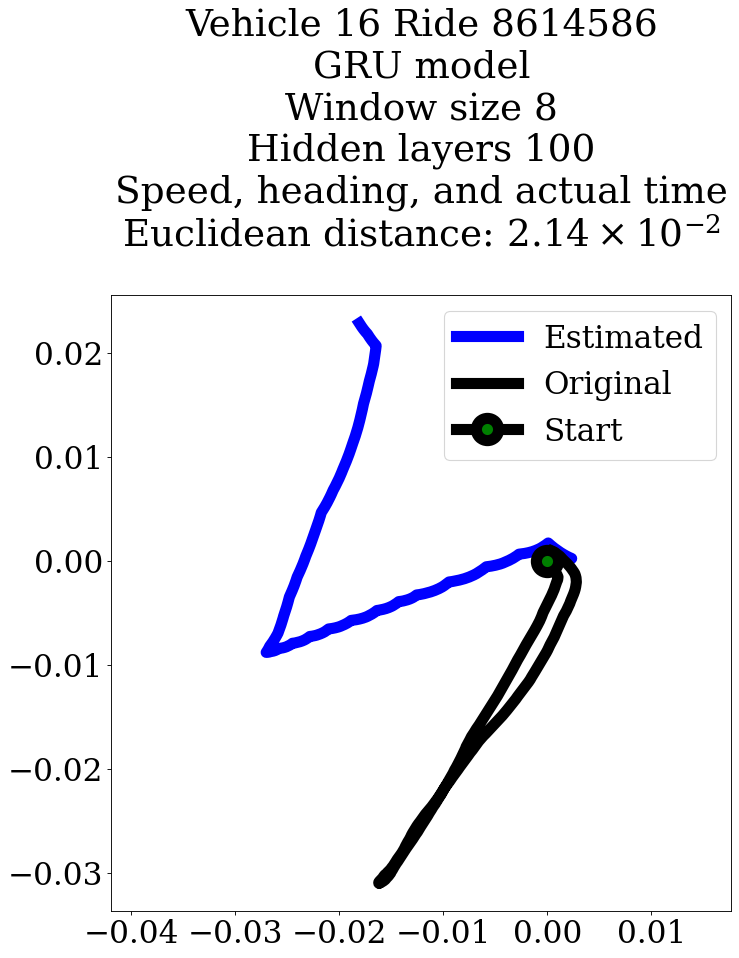 Vehicle 16 Ride 8614586
GRU model
Window size 8
Hidden layers 100
Speed, heading, and actual time
Euclidean distance: 2.14 × 10⁻²
Estimated
Original
Start
0.02
0.01
0.00
−0.01
−0.02
−0.03
−0.04 −0.03 −0.02 −0.01 0.00 0.01